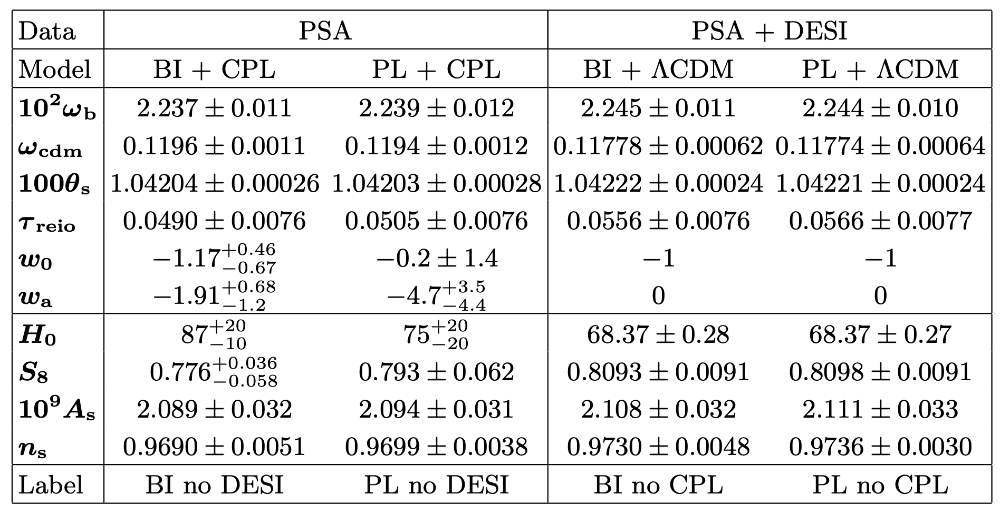 Data PSA PSA + DESI
Model BI + CPL PL + CPL BI + ΛCDM PL + ΛCDM
10²ω_b 2.237 ± 0.011 2.239 ± 0.012 2.245 ± 0.011 2.244 ± 0.010
ω_cdm 0.1196 ± 0.0011 0.1194 ± 0.0012 0.11778 ± 0.00062 0.11774 ± 0.00064
100θ_s 1.04204 ± 0.00026 1.04203 ± 0.00028 1.04222 ± 0.00024 1.04221 ± 0.00024
τ_reio 0.0490 ± 0.0076 0.0505 ± 0.0076 0.0556 ± 0.0076 0.0566 ± 0.0077
w_0 −1.17^{+0.46}_{−0.67} −0.2 ± 1.4 −1 −1
w_a −1.91^{+0.68}_{−1.2} −4.7^{+3.5}_{−4.4} 0 0
H_0 87^{+20}_{−10} 75^{+20}_{−20} 68.37 ± 0.28 68.37 ± 0.27
S_8 0.776^{+0.036}_{−0.058} 0.793 ± 0.062 0.8093 ± 0.0091 0.8098 ± 0.0091
10⁹A_s 2.089 ± 0.032 2.094 ± 0.031 2.108 ± 0.032 2.111 ± 0.033
n_s 0.9690 ± 0.0051 0.9699 ± 0.0038 0.9730 ± 0.0048 0.9736 ± 0.0030
Label BI no DESI PL no DESI BI no CPL PL no CPL